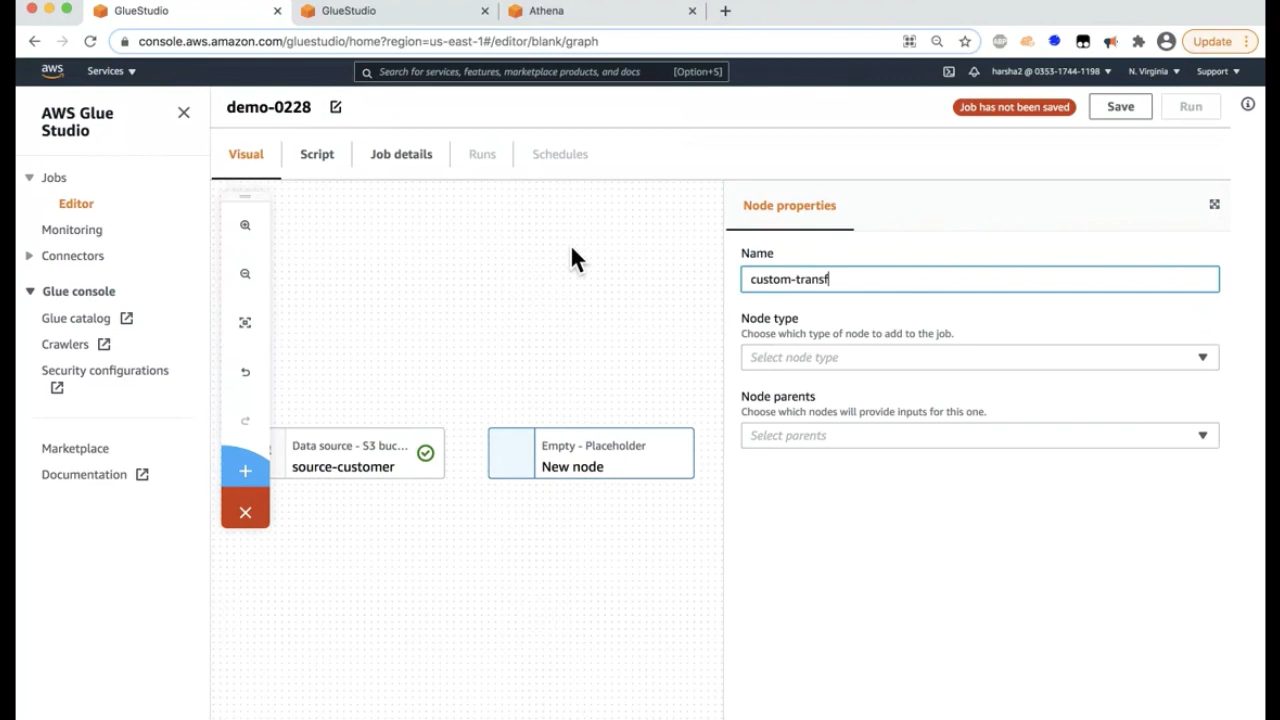 GlueStudio
GlueStudio
Athena
console.aws.amazon.com/gluestudio/home?region=us-east-1#/editor/blank/graph
ABP
Update
aws
Services
Search for services, features, marketplace products, and docs [Option+S]
harsha2 @ 0353-1744-1198
N. Virginia
Support
AWS Glue
Studio
Jobs
Editor
Monitoring
Connectors
Glue console
Glue catalog
Crawlers
Security configurations
Marketplace
Documentation
demo-0228
Job has not been saved
Save
Run
Visual
Script
Job details
Runs
Schedules
Data source - S3 buc...
source-customer
Empty - Placeholder
New node
Node properties
Name
custom-transf
Node type
Choose which type of node to add to the job.
Select node type
Node parents
Choose which nodes will provide inputs for this one.
Select parents